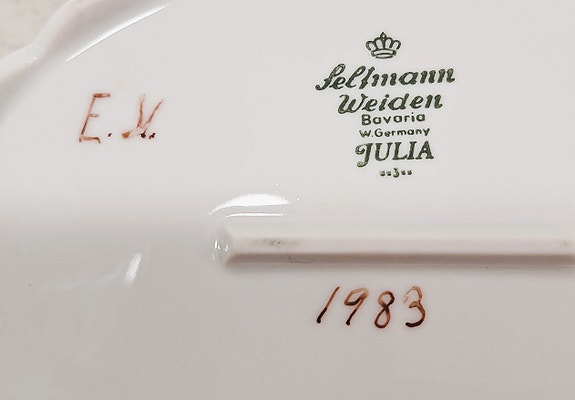 Seltmann
Weiden
Bavaria
W.Germany
JULIA
E.
1983